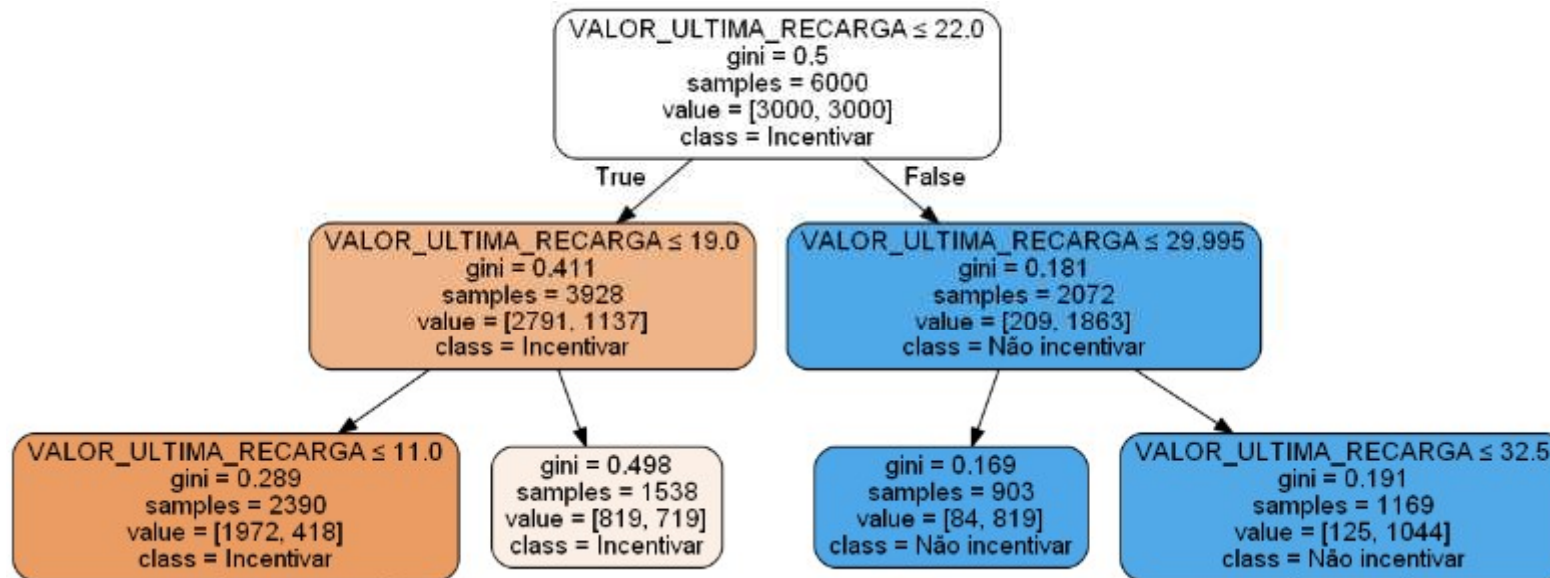 VALOR_ULTIMA_RECARGA ≤ 22.0
gini = 0.5
samples = 6000
value = [3000, 3000]
class = Incentivar
True
False
VALOR_ULTIMA_RECARGA ≤ 19.0
gini = 0.411
samples = 3928
value = [2791, 1137]
class = Incentivar
VALOR_ULTIMA_RECARGA ≤ 29.995
gini = 0.181
samples = 2072
value = [209, 1863]
class = Não incentivar
VALOR_ULTIMA_RECARGA ≤ 11.0
gini = 0.289
samples = 2390
value = [1972, 418]
class = Incentivar
gini = 0.498
samples = 1538
value = [819, 719]
class = Incentivar
gini = 0.169
samples = 903
value = [84, 819]
class = Não incentivar
VALOR_ULTIMA_RECARGA ≤ 32.5
gini = 0.191
samples = 1169
value = [125, 1044]
class = Não incentivar